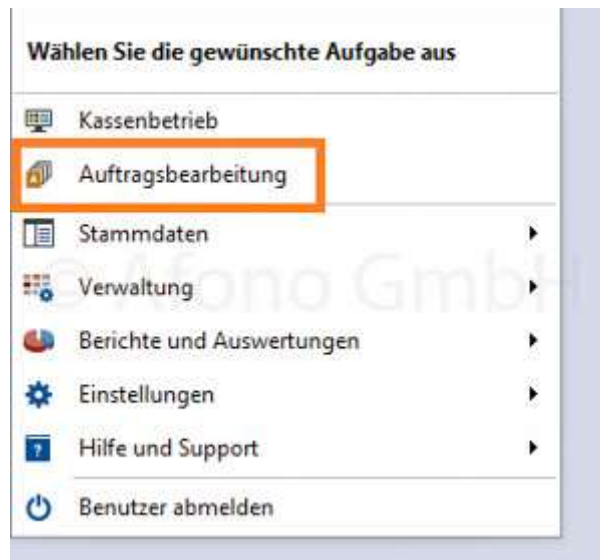 Wählen Sie die gewünschte Aufgabe aus
Kassenbetrieb
Auftragsbearbeitung
Stammdaten
Verwaltung
© Afono GmbH
Berichte und Auswertungen
Einstellungen
Hilfe und Support
Benutzer abmelden